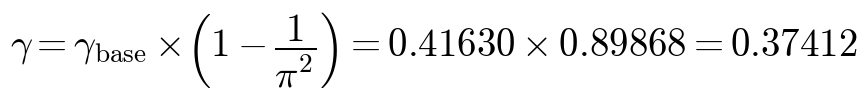 γ = γ_base × (1 − 1/π²) = 0.41630 × 0.89868 = 0.37412